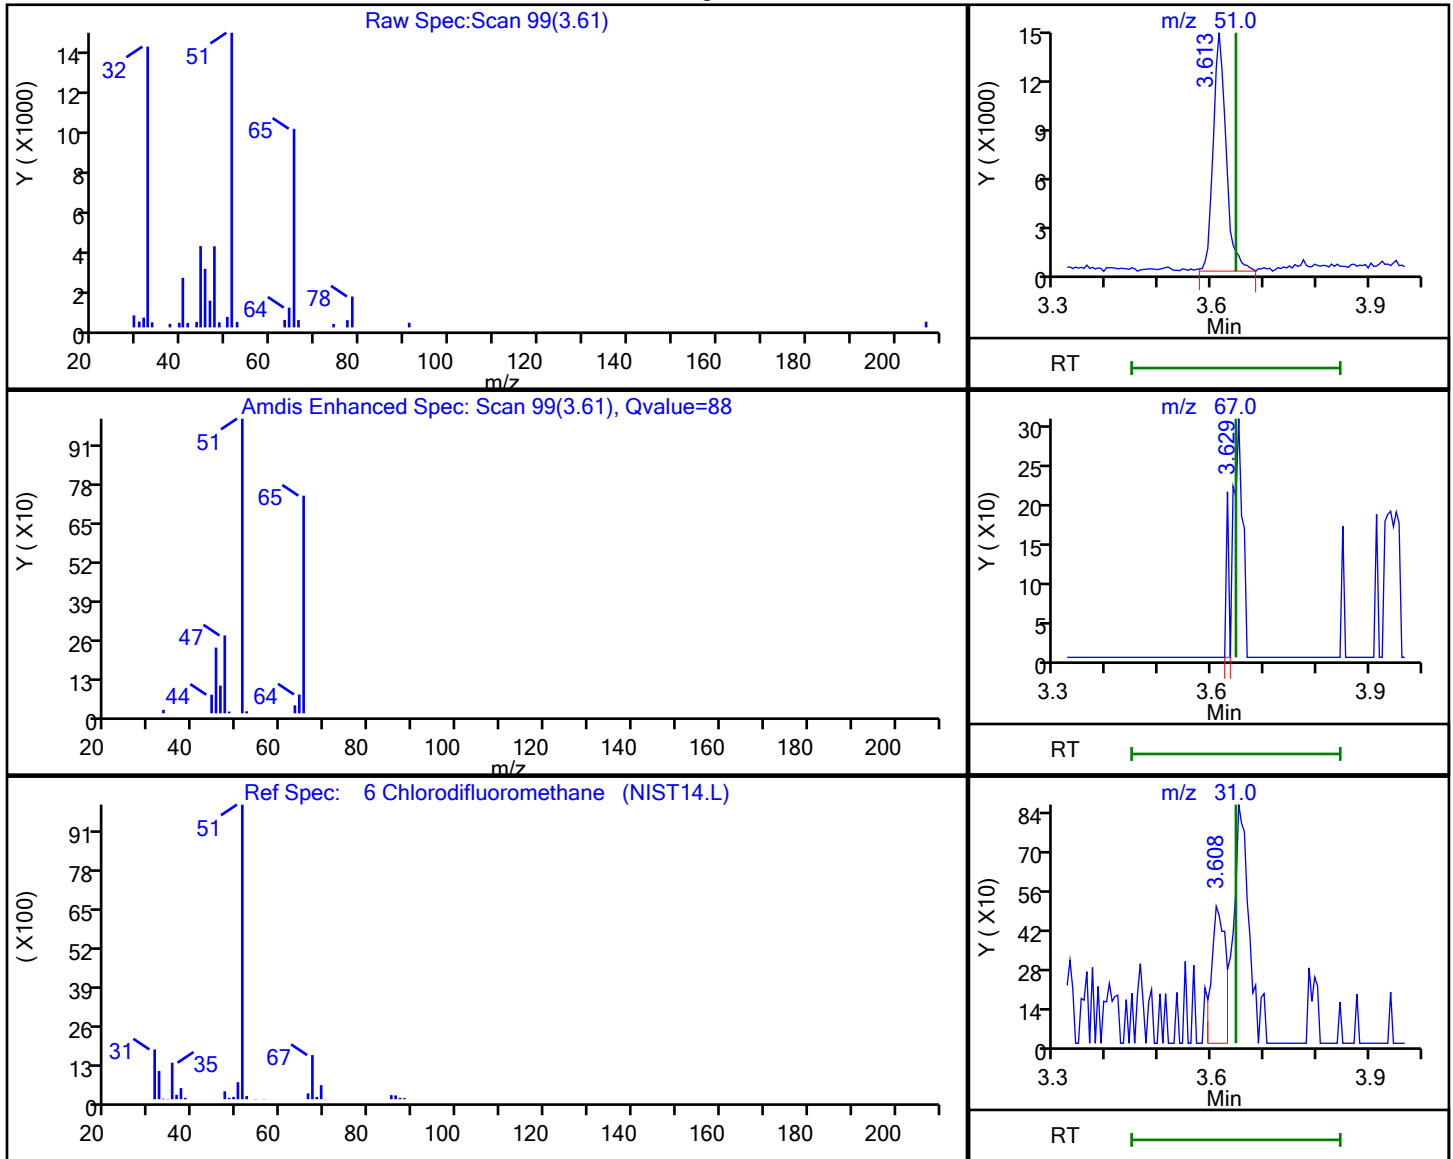 Raw Spec:Scan 99(3.61)
Y ( X1000)
14
12
10
8
6
4
2
0
32
51
65
64
78
20 40 60 80 100 120 140 160 180 200
m/z
m/z 51.0
Y ( X1000)
15
12
9
6
3
0
3.613
3.3 3.6 3.9
Min
RT
Amdis Enhanced Spec: Scan 99(3.61), Qvalue=88
Y ( X10)
91
78
65
52
39
26
13
0
51
65
47
44
64
20 40 60 80 100 120 140 160 180 200
m/z
m/z 67.0
Y ( X10)
30
25
20
15
10
5
0
3.629
3.3 3.6 3.9
Min
RT
Ref Spec: 6 Chlorodifluoromethane (NIST14.L)
( X100)
91
78
65
52
39
26
13
0
51
31
35
67
20 40 60 80 100 120 140 160 180 200
m/z 31.0
Y ( X10)
84
70
56
42
28
14
0
3.608
3.3 3.6 3.9
Min
RT